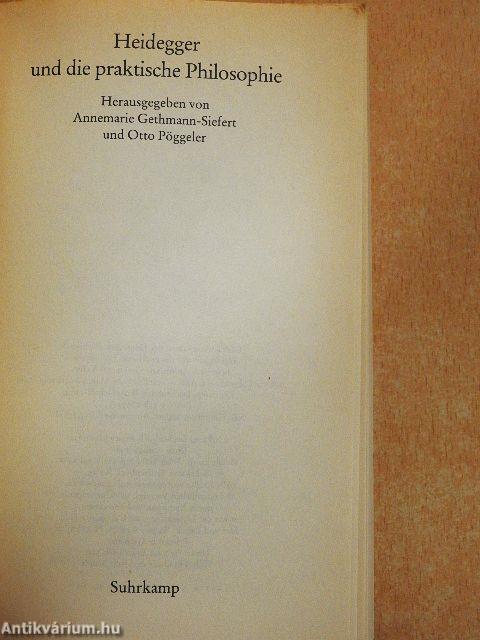 Heidegger
und die praktische Philosophie
Herausgegeben von
Annemarie Gethmann-Siefert
und Otto Pöggeler
Suhrkamp
Antikvárium.hu